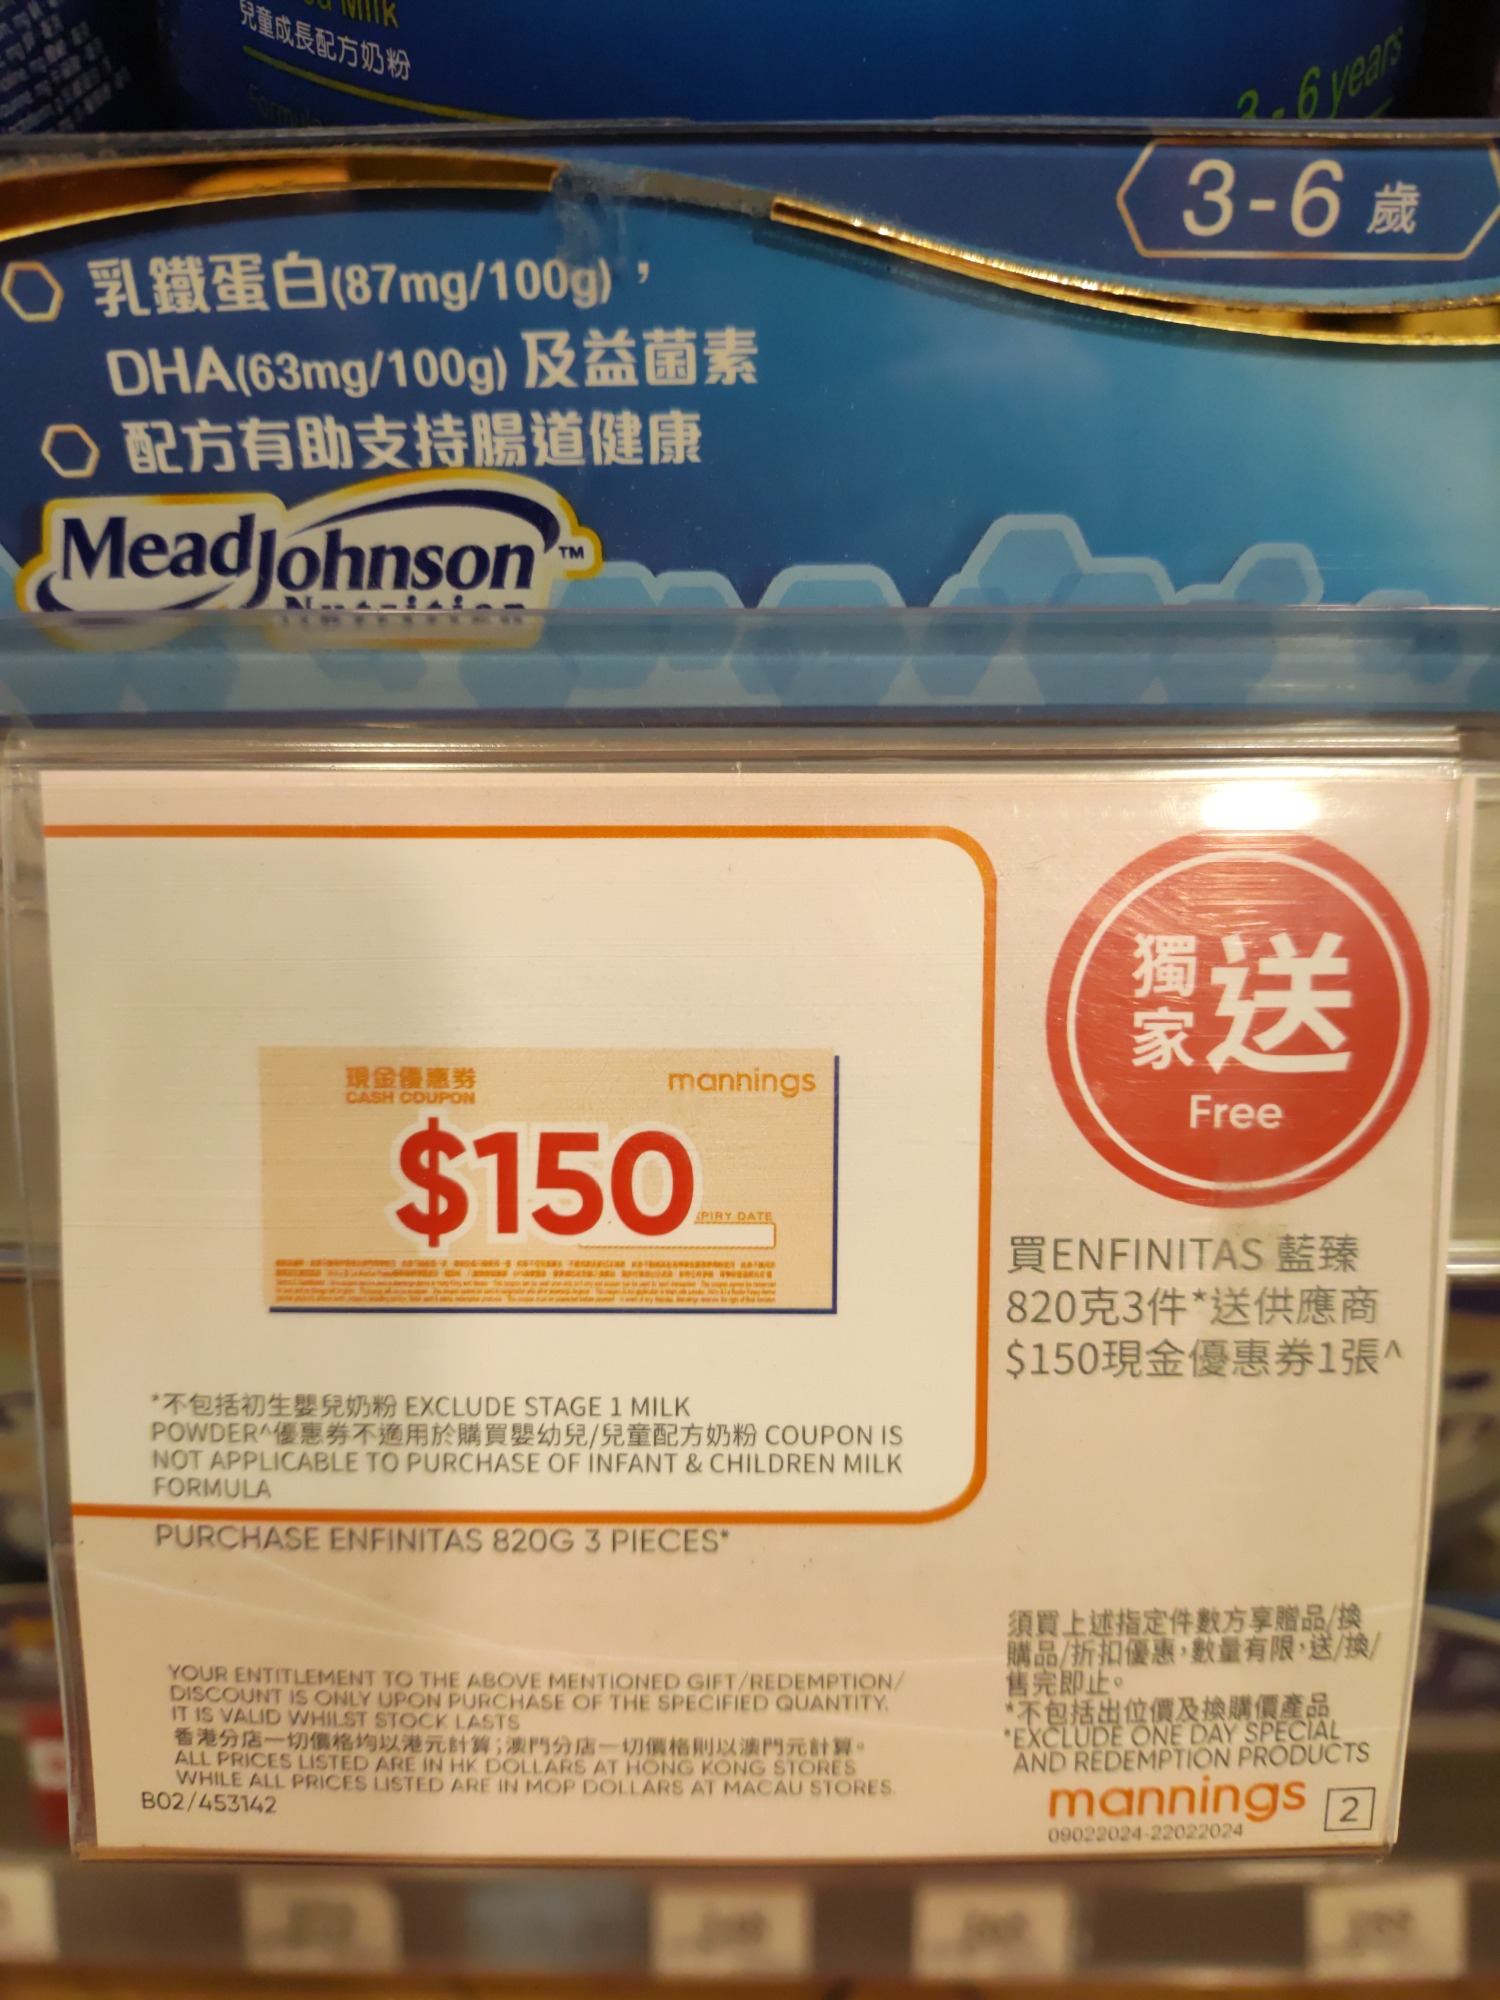 Milk
兒童成長配方奶粉
Formula
3 - 6 years
3-6 歲
乳鐵蛋白(87mg/100g)，
DHA(63mg/100g) 及益菌素
配方有助支持腸道健康
MeadJohnson™
Nutrition
獨家送
Free
現金優惠券
CASH COUPON
mannings
$150
PIRY DATE
買ENFINITAS 藍臻
820克3件*送供應商
$150現金優惠券1張^
*不包括初生嬰兒奶粉 EXCLUDE STAGE 1 MILK
POWDER^優惠券不適用於購買嬰幼兒/兒童配方奶粉 COUPON IS
NOT APPLICABLE TO PURCHASE OF INFANT & CHILDREN MILK
FORMULA
PURCHASE ENFINITAS 820G 3 PIECES*
YOUR ENTITLEMENT TO THE ABOVE MENTIONED GIFT/REDEMPTION/
DISCOUNT IS ONLY UPON PURCHASE OF THE SPECIFIED QUANTITY.
IT IS VALID WHILST STOCK LASTS
香港分店一切價格均以港元計算；澳門分店一切價格則以澳門元計算。
ALL PRICES LISTED ARE IN HK DOLLARS AT HONG KONG STORES
WHILE ALL PRICES LISTED ARE IN MOP DOLLARS AT MACAU STORES.
B02/453142
須買上述指定件數方享贈品/換
購品/折扣優惠，數量有限，送/換/
售完即止。
*不包括出位價及換購價產品
*EXCLUDE ONE DAY SPECIAL
AND REDEMPTION PRODUCTS
mannings
2
09022024-22022024